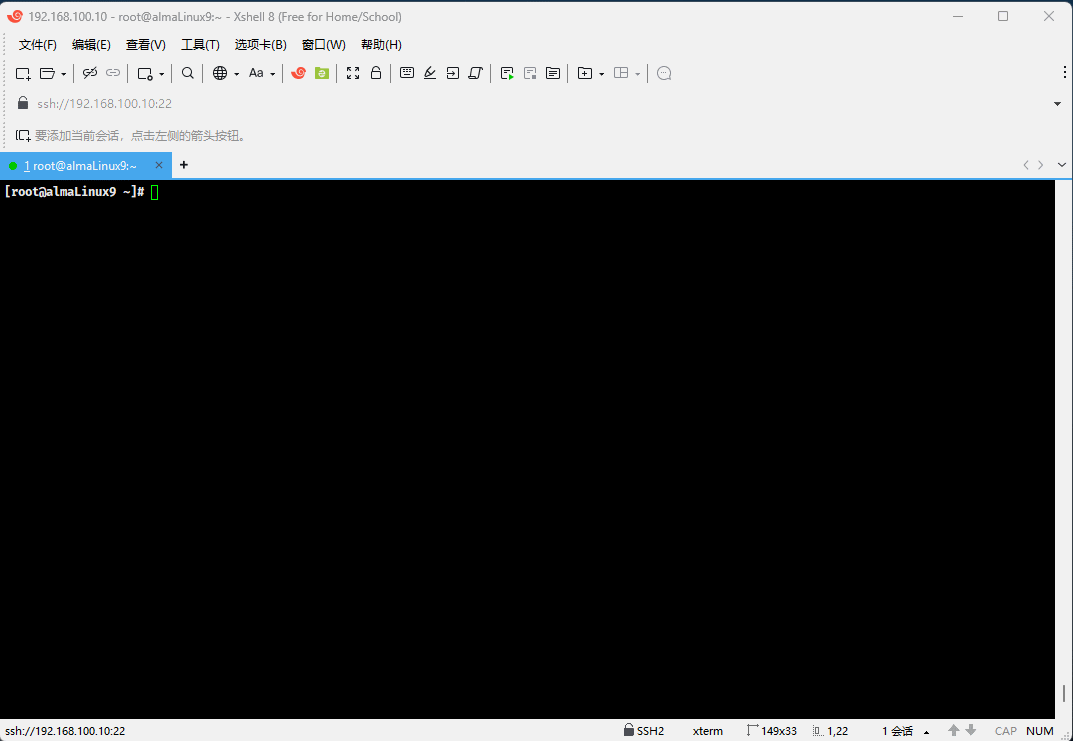 192.168.100.10 - root@almaLinux9:~ - Xshell 8 (Free for Home/School)
文件(F) 编辑(E) 查看(V) 工具(T) 选项卡(B) 窗口(W) 帮助(H)
Aa
ssh://192.168.100.10:22
要添加当前会话，点击左侧的箭头按钮。
1 root@almaLinux9:~
[root@almaLinux9 ~]#
ssh://192.168.100.10:22 SSH2 xterm 149x33 1,22 1 会话 CAP NUM